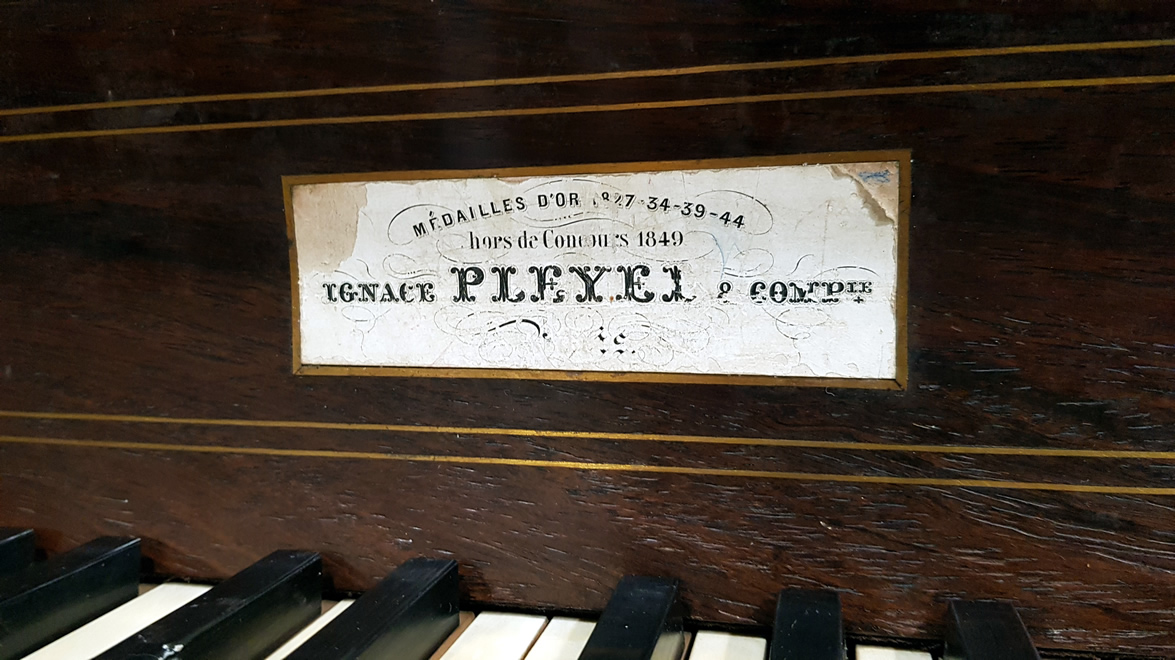 MÉDAILLES D'OR 1827-34-39-44
hors de Concours 1849
IGNACE PLEYEL & COMPIE